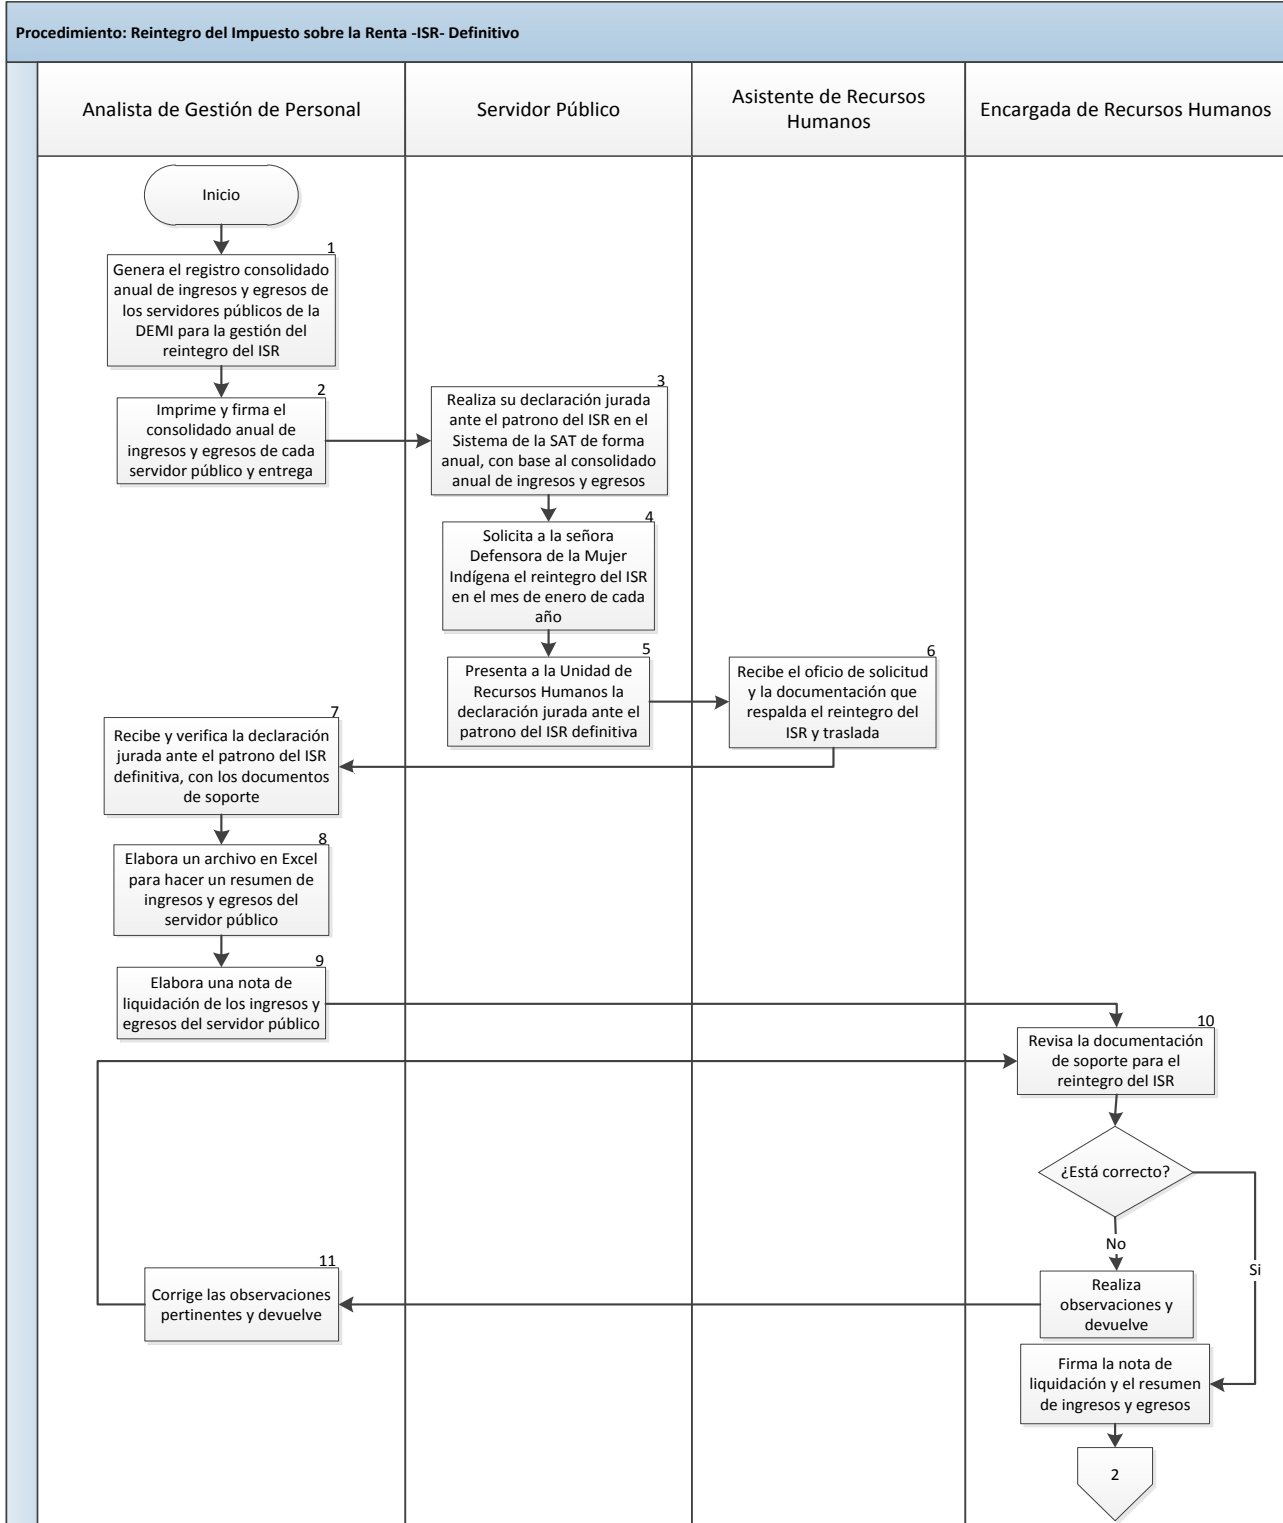 Procedimiento: Reintegro del Impuesto sobre la Renta -ISR- Definitivo
Analista de Gestión de Personal
Servidor Público
Asistente de Recursos
Humanos
Encargada de Recursos Humanos
Inicio
1
Genera el registro consolidado
anual de ingresos y egresos de
los servidores públicos de la
DEMI para la gestión del
reintegro del ISR
2
Imprime y firma el
consolidado anual de
ingresos y egresos de cada
servidor público y entrega
3
Realiza su declaración jurada
ante el patrono del ISR en el
Sistema de la SAT de forma
anual, con base al consolidado
anual de ingresos y egresos
4
Solicita a la señora
Defensora de la Mujer
Indígena el reintegro del ISR
en el mes de enero de cada
año
5
Presenta a la Unidad de
Recursos Humanos la
declaración jurada ante el
patrono del ISR definitiva
6
Recibe el oficio de solicitud
y la documentación que
respalda el reintegro del
ISR y traslada
7
Recibe y verifica la declaración
jurada ante el patrono del ISR
definitiva, con los documentos
de soporte
8
Elabora un archivo en Excel
para hacer un resumen de
ingresos y egresos del
servidor público
9
Elabora una nota de
liquidación de los ingresos y
egresos del servidor público
10
Revisa la documentación
de soporte para el
reintegro del ISR
¿Está correcto?
No
Si
Realiza
observaciones y
devuelve
11
Corrige las observaciones
pertinentes y devuelve
Firma la nota de
liquidación y el resumen
de ingresos y egresos
2